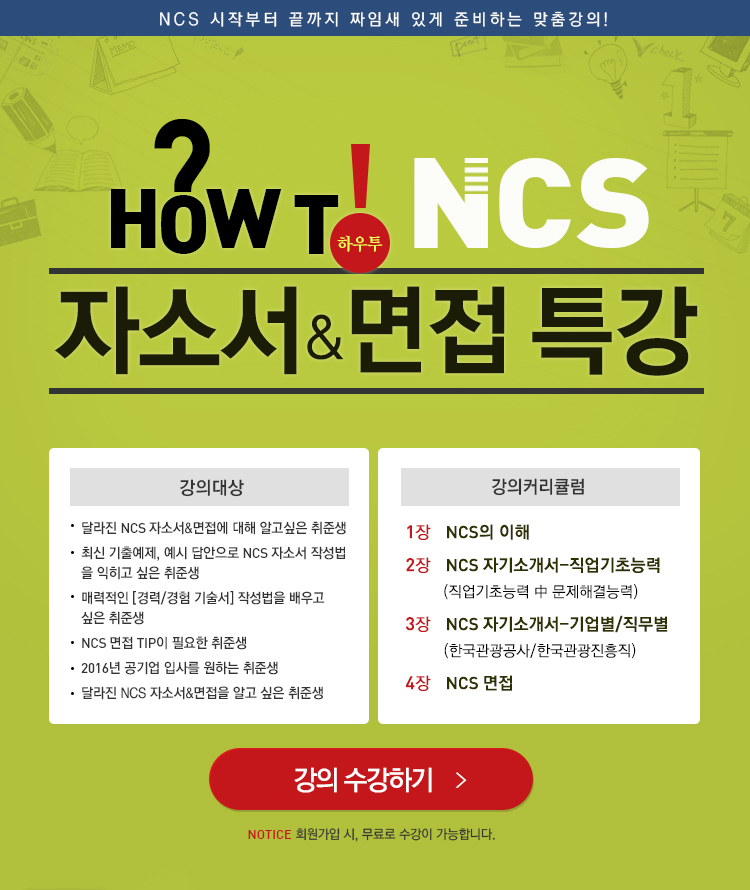 NCS 시작부터 끝까지 짜임새 있게 준비하는 맞춤강의!
MEMO
check
?
HOW T! NCS
하우투
자소서&면접 특강
강의대상
• 달라진 NCS 자소서&면접에 대해 알고싶은 취준생
• 최신 기출예제, 예시 답안으로 NCS 자소서 작성법
을 익히고 싶은 취준생
• 매력적인 [경력/경험 기술서] 작성법을 배우고
싶은 취준생
• NCS 면접 TIP이 필요한 취준생
• 2016년 공기업 입사를 원하는 취준생
• 달라진 NCS 자소서&면접을 알고 싶은 취준생
강의커리큘럼
1장 NCS의 이해
2장 NCS 자기소개서-직업기초능력
(직업기초능력 中 문제해결능력)
3장 NCS 자기소개서-기업별/직무별
(한국관광공사/한국관광진흥직)
4장 NCS 면접
강의 수강하기 >
NOTICE 회원가입 시, 무료로 수강이 가능합니다.